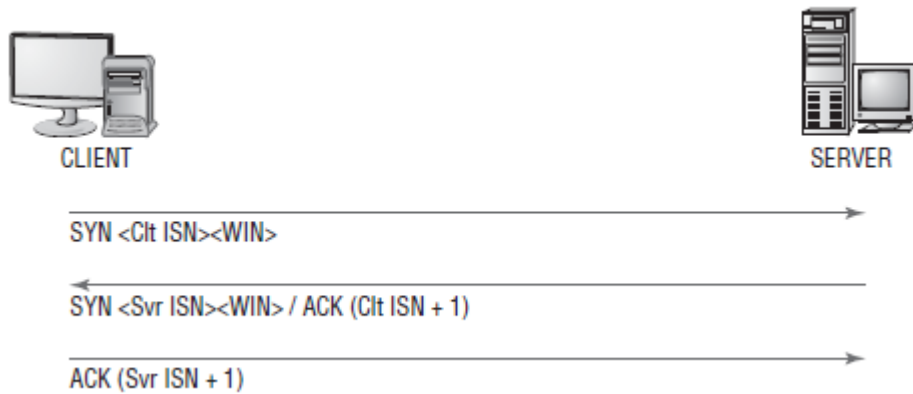 CLIENT
SERVER
SYN <Clt ISN><WIN>
SYN <Svr ISN><WIN> / ACK (Clt ISN + 1)
ACK (Svr ISN + 1)